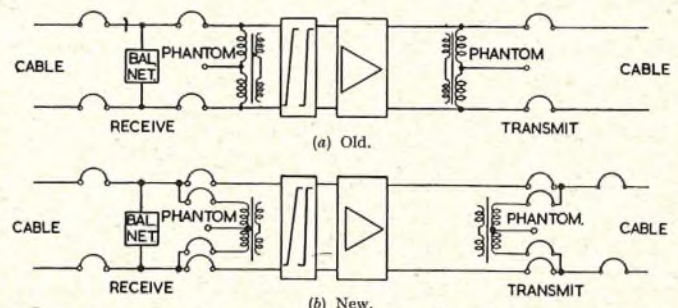 CABLE
BAL
NET.
PHANTOM
PHANTOM
CABLE
RECEIVE
TRANSMIT
(a) Old.
CABLE
BAL
NET.
PHANTOM
PHANTOM.
CABLE
RECEIVE
TRANSMIT
(b) New.